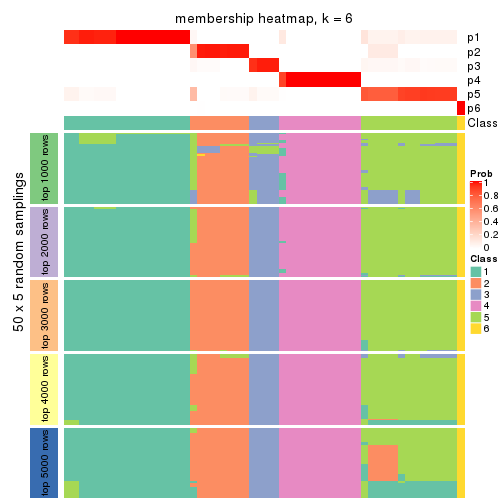 membership heatmap, k = 6
p1
p2
p3
p4
p5
p6
Class
50 x 5 random samplings
top 1000 rows
top 2000 rows
top 3000 rows
top 4000 rows
top 5000 rows
Prob
1
0.8
0.6
0.4
0.2
0
Class
1
2
3
4
5
6